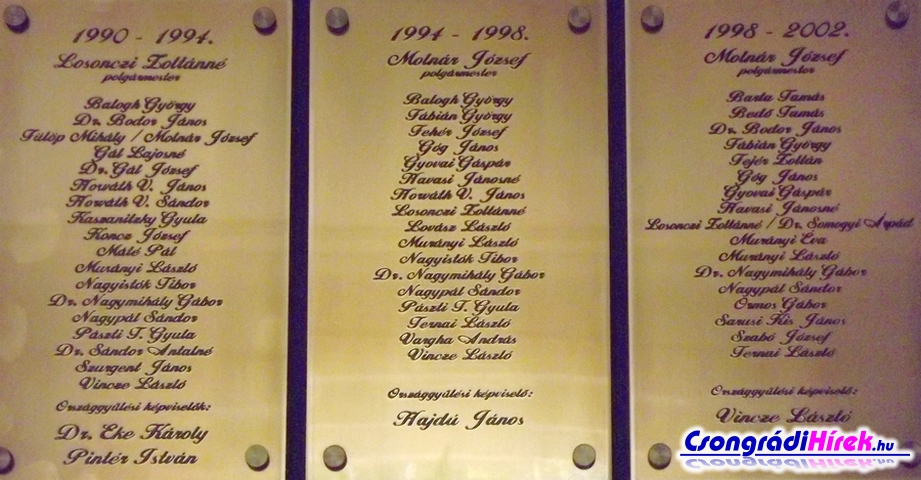 1990 - 1994.
Losonczi Zoltánné
polgármester
Balogh György
Dr. Bodor János
Fülöp Mihály / Molnár József
Gál Lajosné
Dr. Gál József
Horváth V. János
Horváth V. Sándor
Kaszanitzky Gyula
Koncz József
Máté Pál
Murányi László
Nagyistók Tibor
Dr. Nagymihály Gábor
Nagypál Sándor
Pászti T. Gyula
Dr. Sándor Antalné
Szurgent János
Vincze László
Országgyűlési képviselők:
Dr. Eke Károly
Pintér István
1994 - 1998.
Molnár József
polgármester
Balogh György
Fábián György
Fehér József
Góg János
Gyovai Gáspár
Havasi Jánosné
Horváth V. János
Losonczi Zoltánné
Lovász László
Murányi László
Nagyistók Tibor
Dr. Nagymihály Gábor
Nagypál Sándor
Pászti T. Gyula
Ternai László
Vargha András
Vincze László
Országgyűlési képviselő:
Hajdú János
1998 - 2002.
Molnár József
polgármester
Barta Tamás
Bedő Tamás
Dr. Bodor János
Fábián György
Fejér Zoltán
Góg János
Gyovai Gáspár
Havasi Jánosné
Losonczi Zoltánné / Dr. Somogyi Árpád
Murányi Éva
Murányi László
Dr. Nagymihály Gábor
Nagypál Sándor
Ormos Gábor
Sarusi Kis János
Szabó József
Ternai László
Országgyűlési képviselő:
Vincze László
CsongrádiHírek.hu